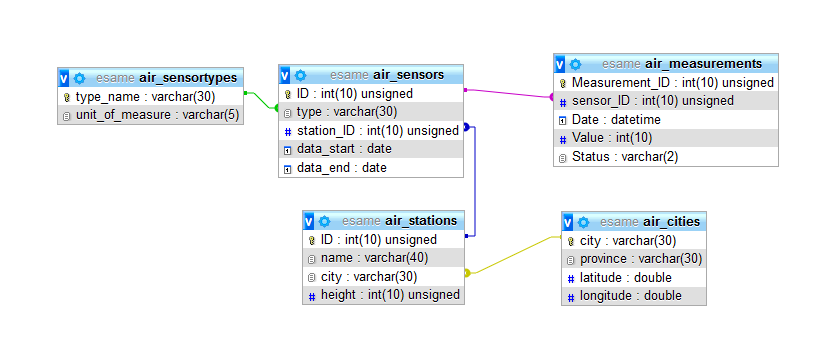 v esame air_sensortypes
type_name : varchar(30)
unit_of_measure : varchar(5)
v esame air_sensors
ID : int(10) unsigned
type : varchar(30)
# station_ID : int(10) unsigned
data_start : date
data_end : date
v esame air_measurements
Measurement_ID : int(10) unsigned
# sensor_ID : int(10) unsigned
Date : datetime
# Value : int(10)
Status : varchar(2)
v esame air_stations
ID : int(10) unsigned
name : varchar(40)
city : varchar(30)
# height : int(10) unsigned
v esame air_cities
city : varchar(30)
province : varchar(30)
# latitude : double
# longitude : double